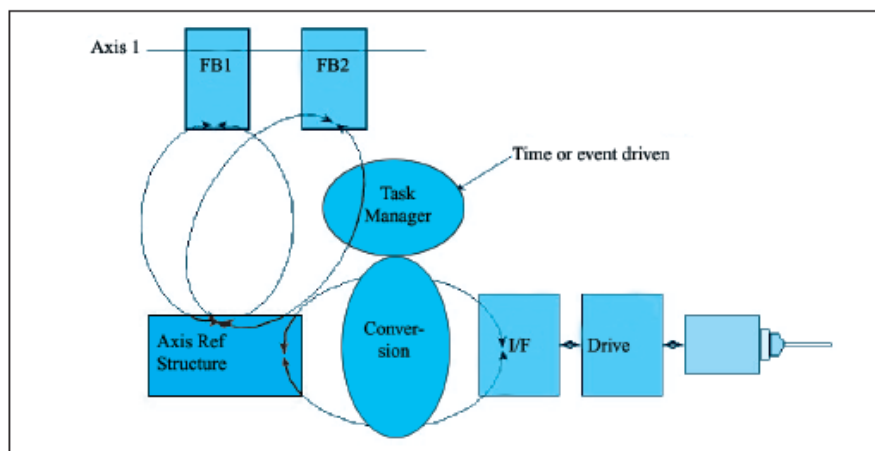 Axis 1
FB1
FB2
Time or event driven
Task
Manager
Axis Ref
Structure
Conver-
sion
I/F
Drive